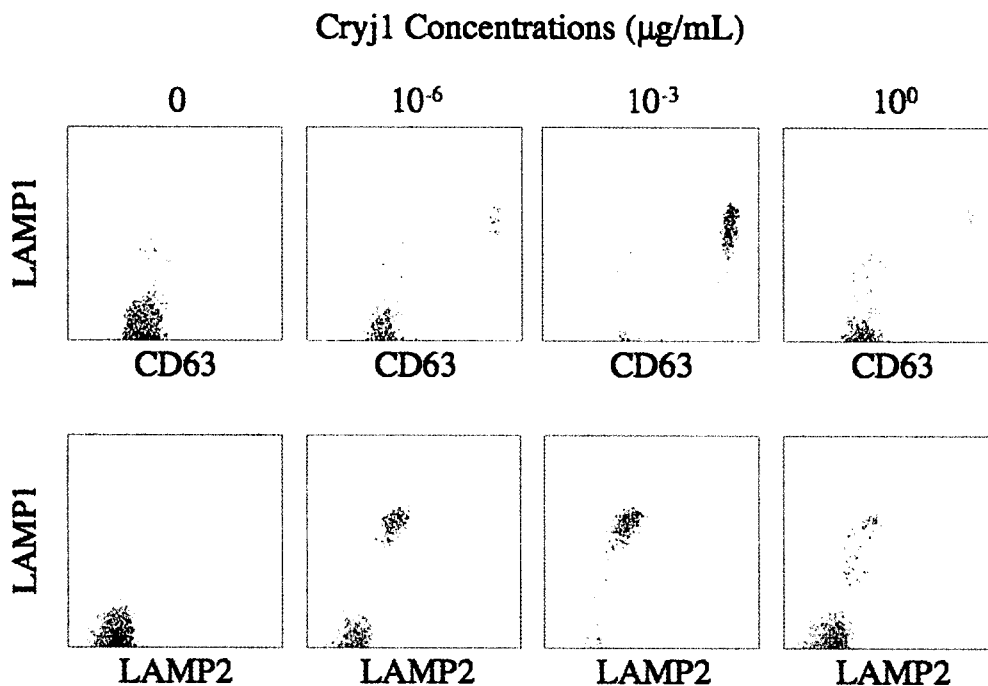 Cryj1 Concentrations (μg/mL)
0 10⁻⁶ 10⁻³ 10⁰
LAMP1
CD63 CD63 CD63 CD63
LAMP1
LAMP2 LAMP2 LAMP2 LAMP2